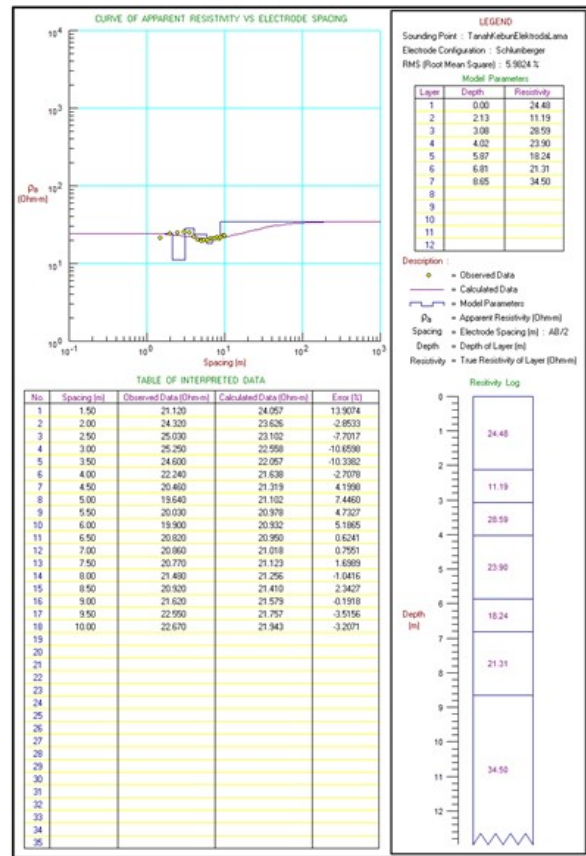 CURVE OF APPARENT RESISTIVITY VS ELECTRODE SPACING
10⁴
10³
10²
10¹
10⁰
ρa
(Ohm-m)
10⁻¹ 10⁰ 10¹ 10² 10³
Spacing (m)
TABLE OF INTERPRETED DATA
No. Spacing (m) Observed Data (Ohm-m) Calculated Data (Ohm-m) Error (%)
1 1.50 21.120 24.057 13.9074
2 2.00 24.320 23.626 -2.8533
3 2.50 25.030 23.102 -7.7017
4 3.00 25.250 22.558 -10.6598
5 3.50 24.600 22.057 -10.3382
6 4.00 22.240 21.638 -2.7078
7 4.50 20.460 21.319 4.1998
8 5.00 19.640 21.102 7.4460
9 5.50 20.030 20.978 4.7327
10 6.00 19.900 20.932 5.1865
11 6.50 20.820 20.950 0.6241
12 7.00 20.860 21.018 0.7551
13 7.50 20.770 21.123 1.6989
14 8.00 21.480 21.256 -1.0416
15 8.50 20.920 21.410 2.3427
16 9.00 21.620 21.579 -0.1918
17 9.50 22.550 21.757 -3.5156
18 10.00 22.670 21.943 -3.2071
19
20
21
22
23
24
25
26
27
28
29
30
31
32
33
34
35
LEGEND
Sounding Point : TanahKebunElektrodaLama
Electrode Configuration : Schlumberger
RMS (Root Mean Square) : 5.9824 %
Model Parameters
Layer Depth Resistivity
1 0.00 24.48
2 2.13 11.19
3 3.08 28.59
4 4.02 23.90
5 5.87 18.24
6 6.81 21.31
7 8.65 34.50
8
9
10
11
12
Description :
= Observed Data
= Calculated Data
= Model Parameters
ρa = Apparent Resistivity (Ohm-m)
Spacing = Electrode Spacing (m) : AB/2
Depth = Depth of Layer (m)
Resistivity = True Resistivity of Layer (Ohm-m)
Resitivity Log
0
24.48
1
2
11.19
3
28.59
4
23.90
5
6
18.24
Depth
(m)
7
21.31
8
9
10
34.50
11
12